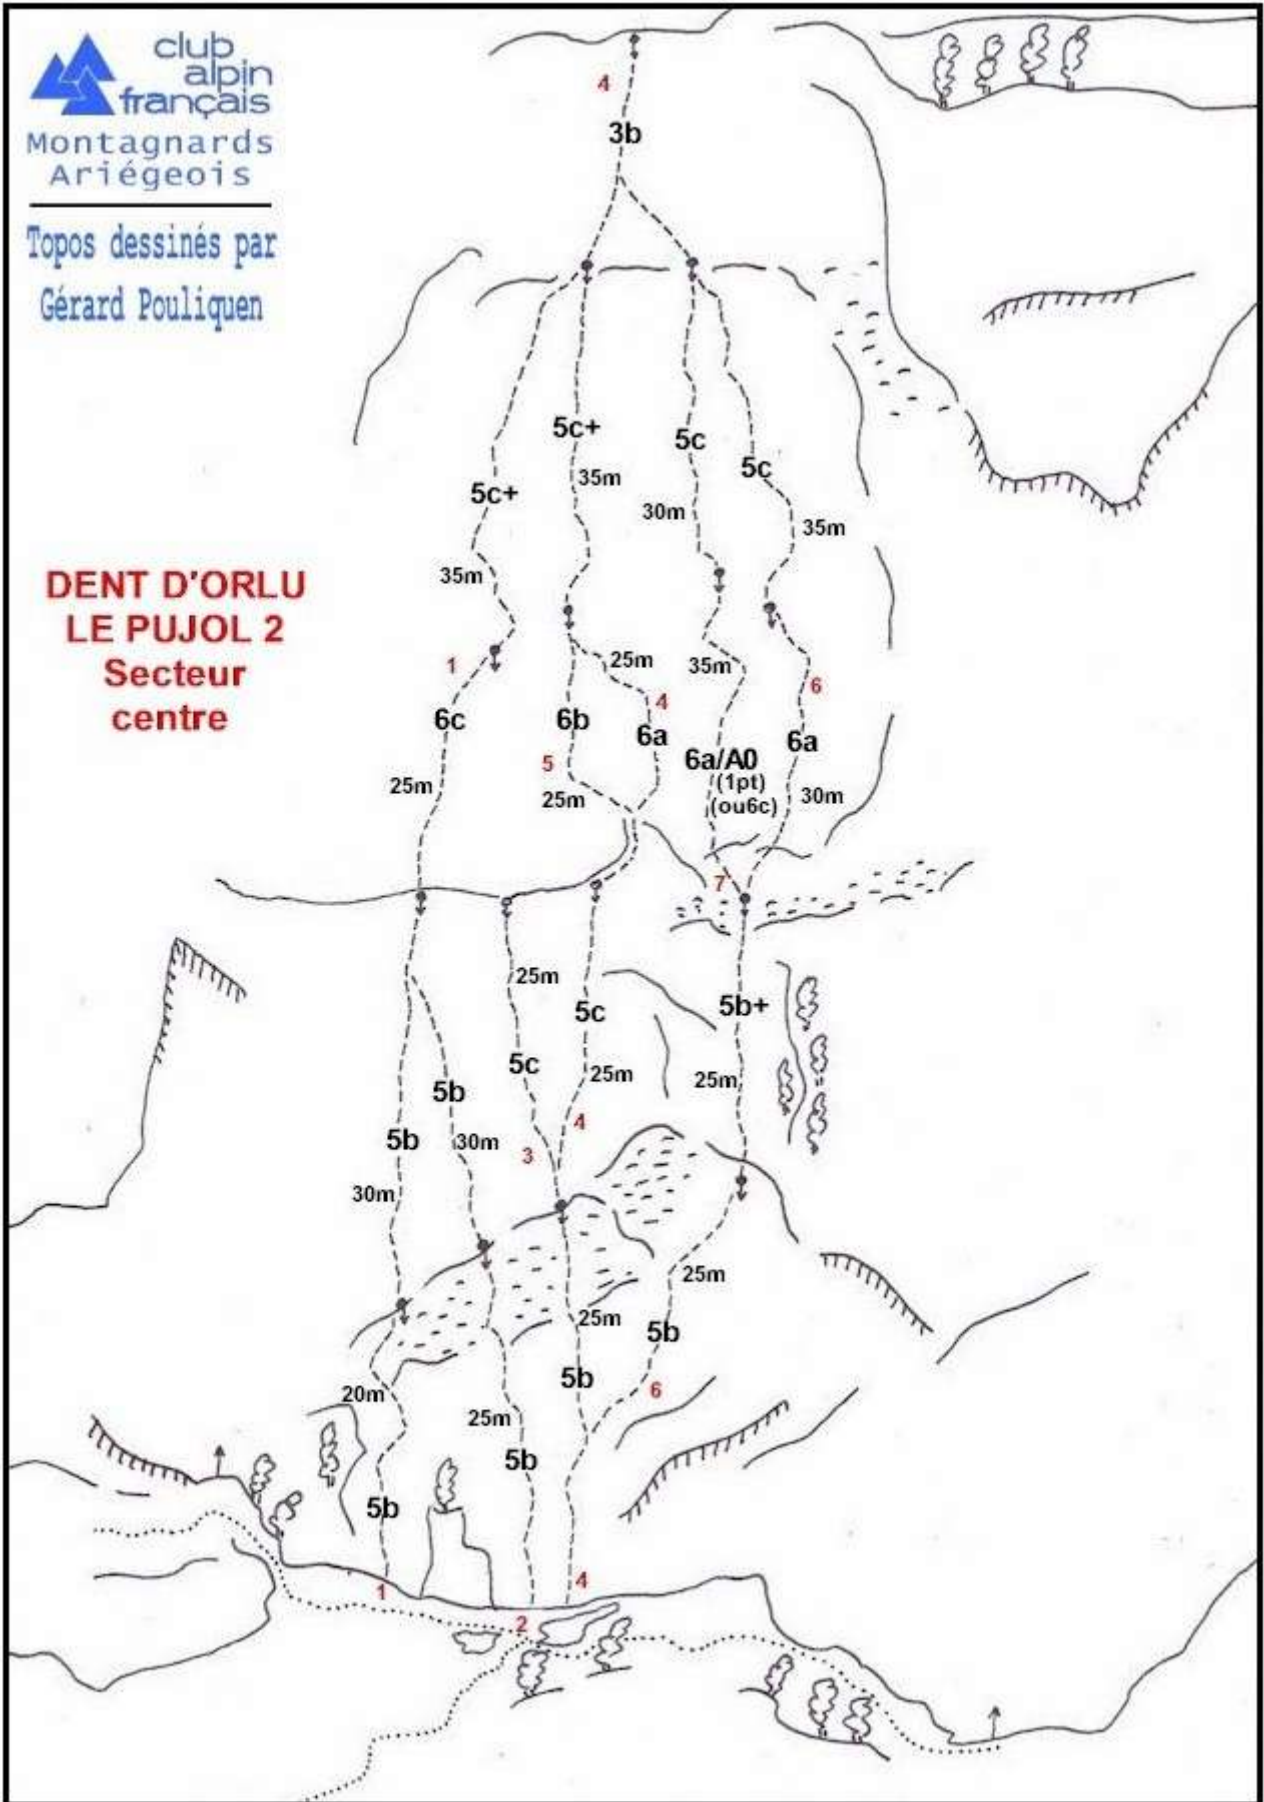 club
alpin
français
Montagnards
Ariégeois
Topos dessinés par
Gérard Pouliquen
4
3b
5c+
35m
5c
30m
5c
35m
5c+
35m
DENT D'ORLU
LE PUJOL 2
Secteur
centre
1
6c
25m
25m
4
6a
6b
5
25m
35m
6a/A0
(1pt)
(ou6c)
6
6a
30m
7
25m
5c
5c
25m
5b+
25m
5b
30m
5b
30m
3
4
25m
5b
6
25m
5b
20m
25m
5b
5b
1
2
4